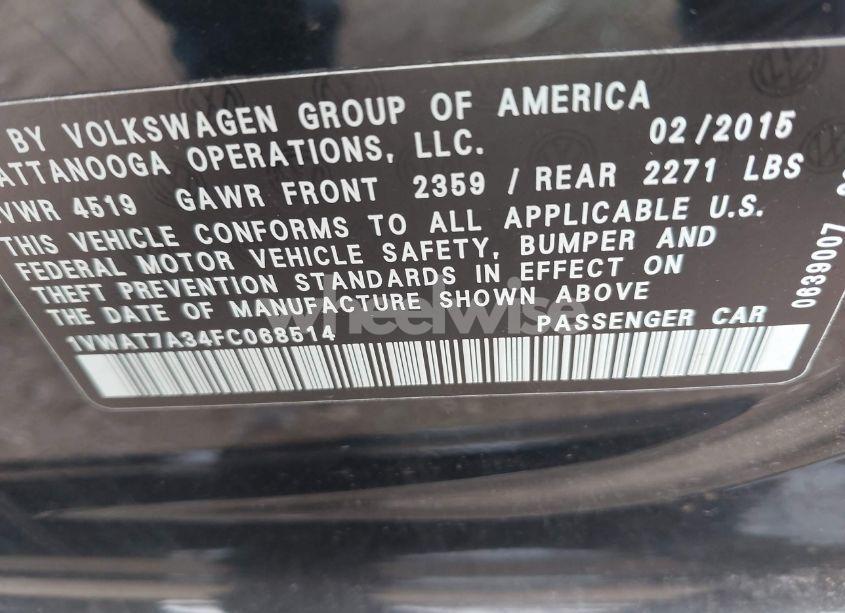 BY VOLKSWAGEN GROUP OF AMERICA
ATTANOOGA OPERATIONS, LLC. 02/2015
VWR 4519 GAWR FRONT 2359 / REAR 2271 LBS
THIS VEHICLE CONFORMS TO ALL APPLICABLE U.S.
FEDERAL MOTOR VEHICLE SAFETY, BUMPER AND
THEFT PREVENTION STANDARDS IN EFFECT ON
THE DATE OF MANUFACTURE SHOWN ABOVE
1VWAT7A34FC068514 PASSENGER CAR
0639007
wheelwise